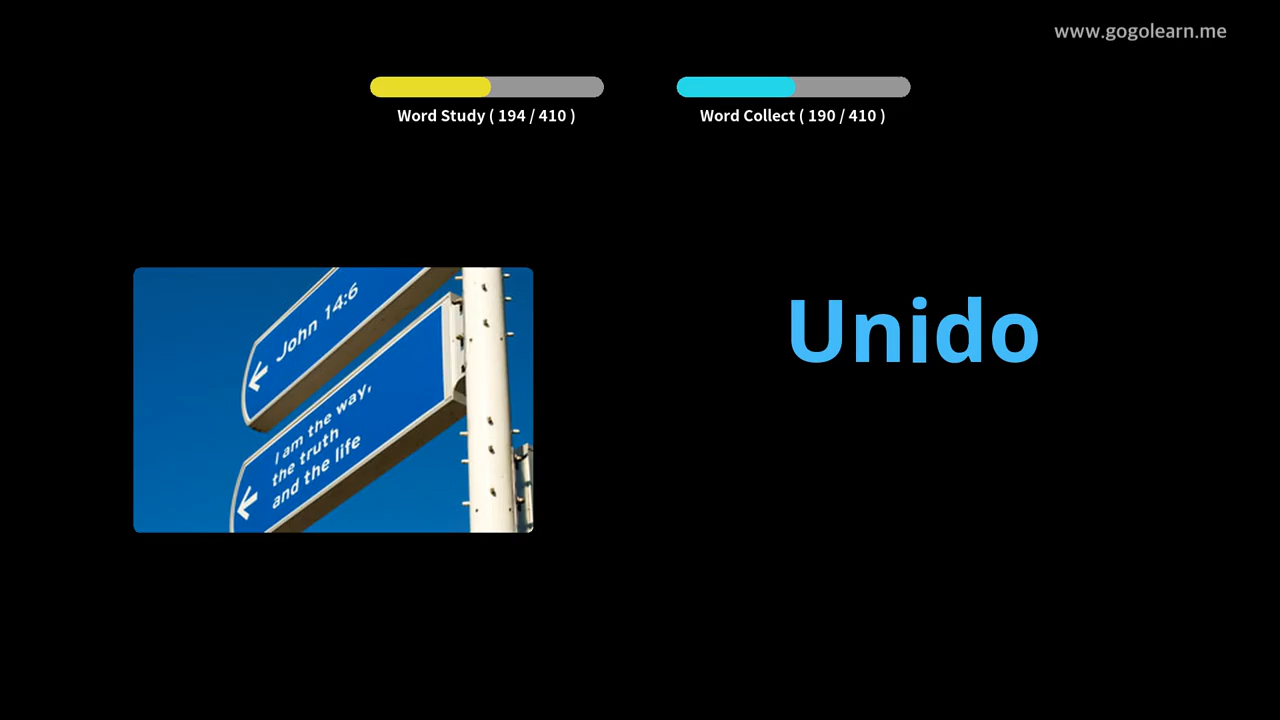 www.gogolearn.me
Word Study ( 194 / 410 )
Word Collect ( 190 / 410 )
Unido
John 14:6
I am the way,
the truth
and the life